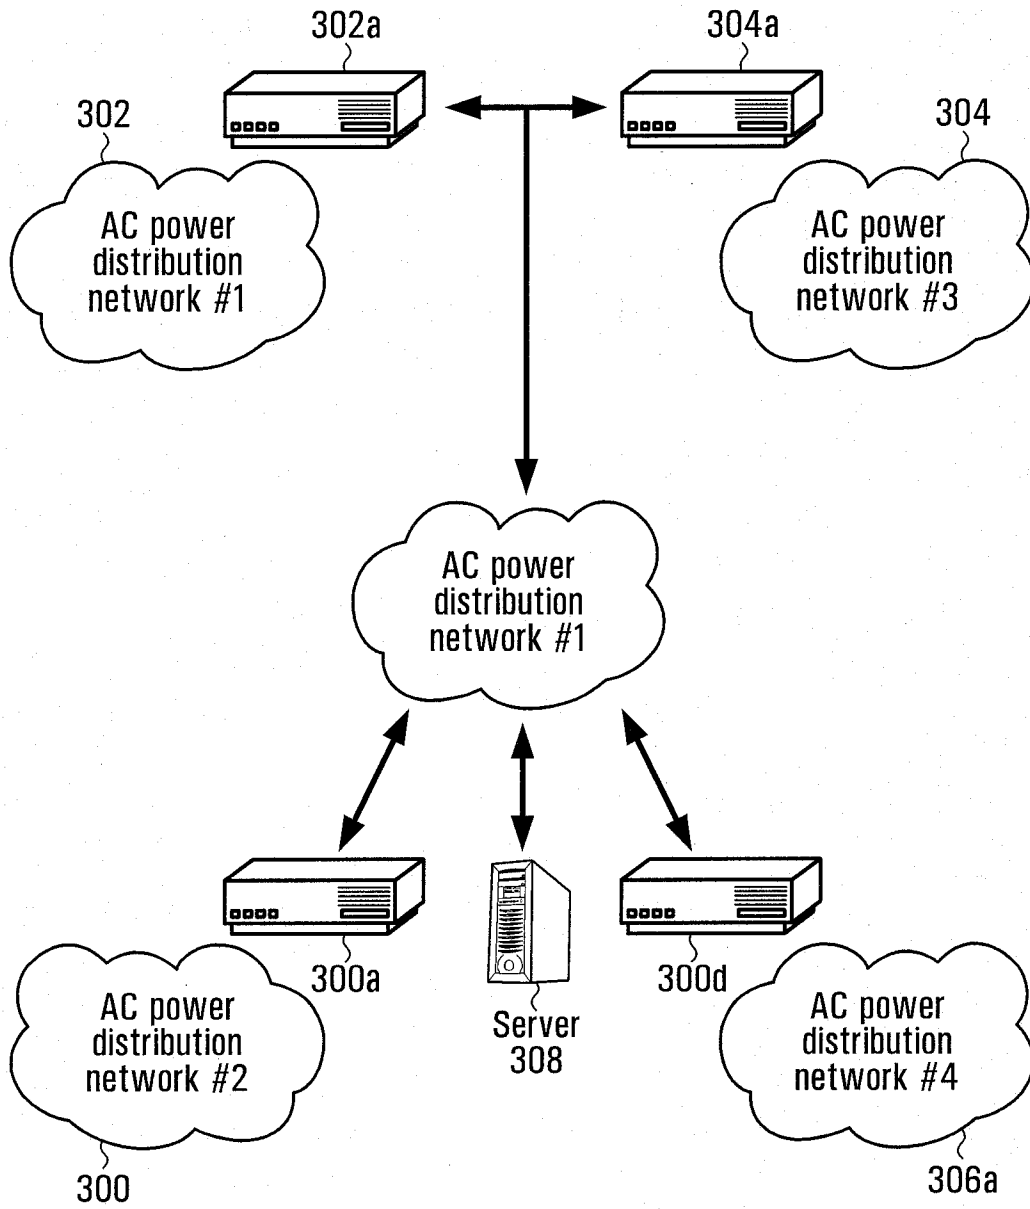 302a
304a
302
304
AC power
distribution
network #1
AC power
distribution
network #3
AC power
distribution
network #1
300a
300d
Server
308
AC power
distribution
network #2
AC power
distribution
network #4
300
306a